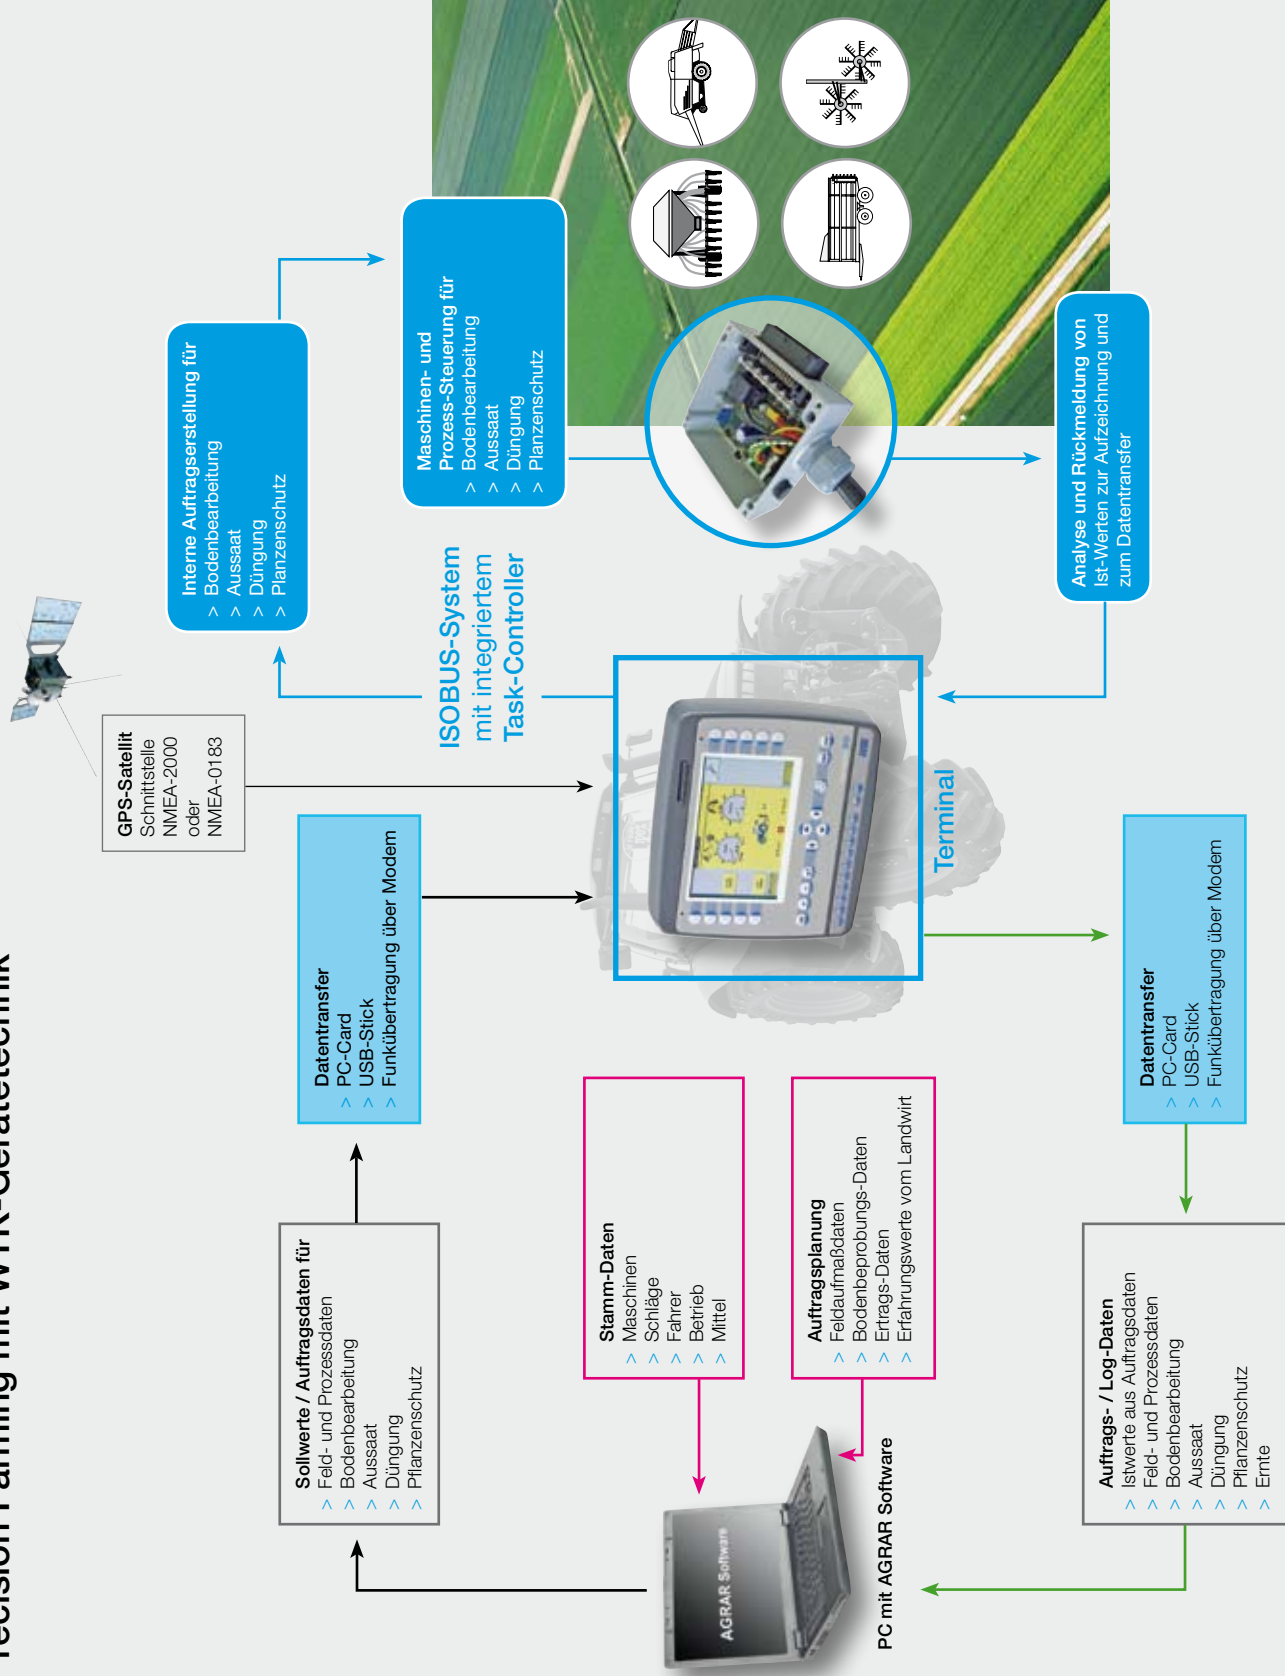 recision Farming mit WTK-Gerätetechnik
GPS-Satellit
Schnittstelle
NMEA-2000
oder
NMEA-0183
Interne Auftragserstellung für
> Bodenbearbeitung
> Aussaat
> Düngung
> Planzenschutz
Sollwerte / Auftragsdaten für
> Feld- und Prozessdaten
> Bodenbearbeitung
> Aussaat
> Düngung
> Pflanzenschutz
Datentransfer
> PC-Card
> USB-Stick
> Funkübertragung über Modem
ISOBUS-System
mit integriertem
Task-Controller
Maschinen- und
Prozess-Steuerung für
> Bodenbearbeitung
> Aussaat
> Düngung
> Planzenschutz
Stamm-Daten
> Maschinen
> Schläge
> Fahrer
> Betrieb
> Mittel
AGRAR Software
Auftragsplanung
> Feldaufmaßdaten
> Bodenbeprobungs-Daten
> Ertrags-Daten
> Erfahrungswerte vom Landwirt
PC mit AGRAR Software
Terminal
Analyse und Rückmeldung von
Ist-Werten zur Aufzeichnung und
zum Datentransfer
Auftrags- / Log-Daten
> Istwerte aus Auftragsdaten
> Feld- und Prozessdaten
> Bodenbearbeitung
> Aussaat
> Düngung
> Pflanzenschutz
> Ernte
Datentransfer
> PC-Card
> USB-Stick
> Funkübertragung über Modem